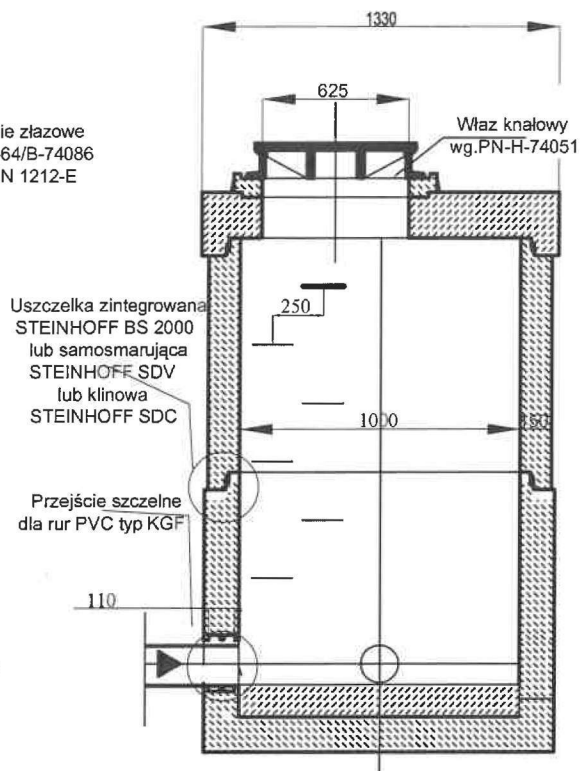 1330
625
ie złazowe
64/B-74086
N 1212-E
Właz knałowy
wg.PN-H-74051
Uszczelka zintegrowana
STEINHOFF BS 2000
lub samosmarująca
STEINHOFF SDV
lub klinowa
STEINHOFF SDC
250
1000
150
Przejście szczelne
dla rur PVC typ KGF
110